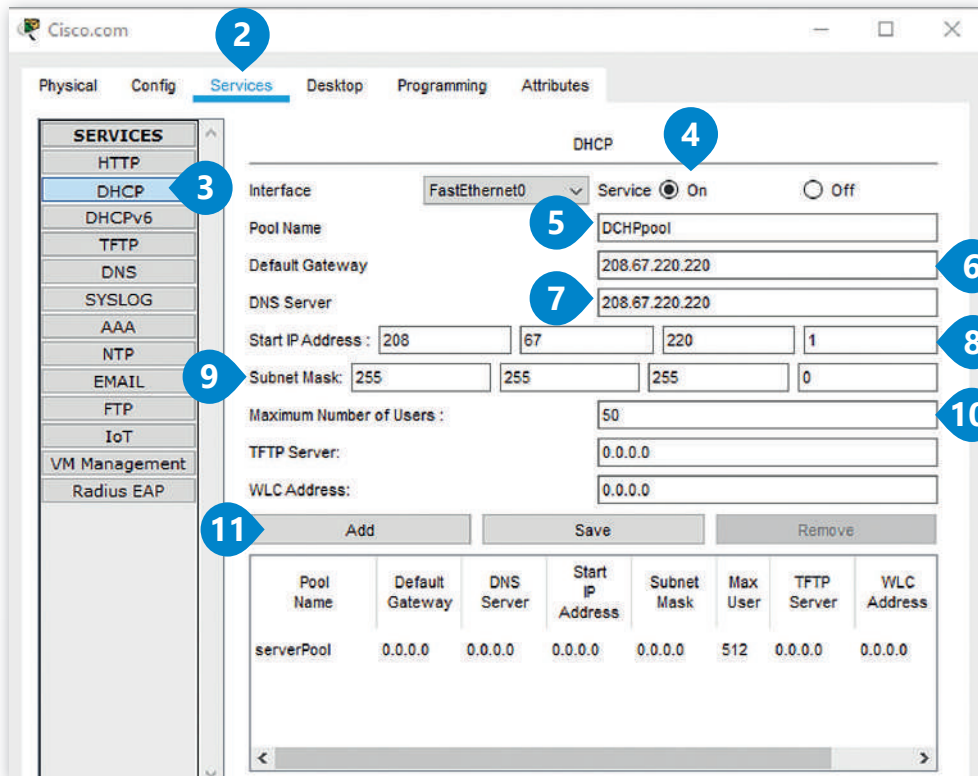 Cisco.com
2
Physical Config Services Desktop Programming Attributes
SERVICES
HTTP
DHCP
DHCPv6
TFTP
DNS
SYSLOG
AAA
NTP
EMAIL
FTP
IoT
VM Management
Radius EAP
3
DHCP
4
Interface FastEthernet0 Service On Off
5
Pool Name DCHPpool
Default Gateway 208.67.220.220
6
7
DNS Server 208.67.220.220
Start IP Address : 208 67 220 1
8
9
Subnet Mask: 255 255 255 0
Maximum Number of Users : 50
10
TFTP Server: 0.0.0.0
WLC Address: 0.0.0.0
11
Add Save Remove
Pool Name Default Gateway DNS Server Start IP Address Subnet Mask Max User TFTP Server WLC Address
serverPool 0.0.0.0 0.0.0.0 0.0.0.0 0.0.0.0 512 0.0.0.0 0.0.0.0